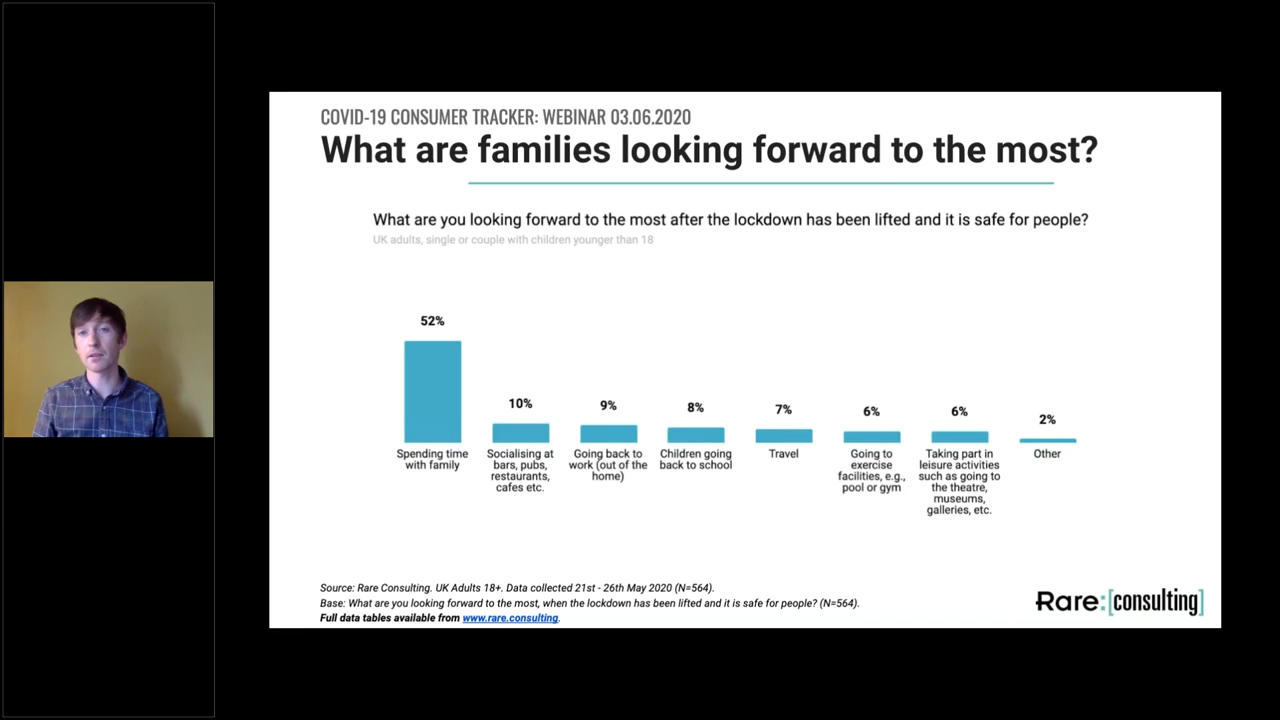 COVID-19 CONSUMER TRACKER: WEBINAR 03.06.2020
What are families looking forward to the most?
What are you looking forward to the most after the lockdown has been lifted and it is safe for people?
UK adults, single or couple with children younger than 18
52%
10%
9%
8%
7%
6%
6%
2%
Spending time
with family
Socialising at
bars, pubs,
restaurants,
cafes etc.
Going back to
work (out of the
home)
Children going
back to school
Travel
Going to
exercise
facilities, e.g.,
pool or gym
Taking part in
leisure activities
such as going to
the theatre,
museums,
galleries, etc.
Other
Source: Rare Consulting. UK Adults 18+. Data collected 21st - 26th May 2020 (N=564).
Base: What are you looking forward to the most, when the lockdown has been lifted and it is safe for people? (N=564).
Full data tables available from www.rare.consulting.
Rare:[consulting]